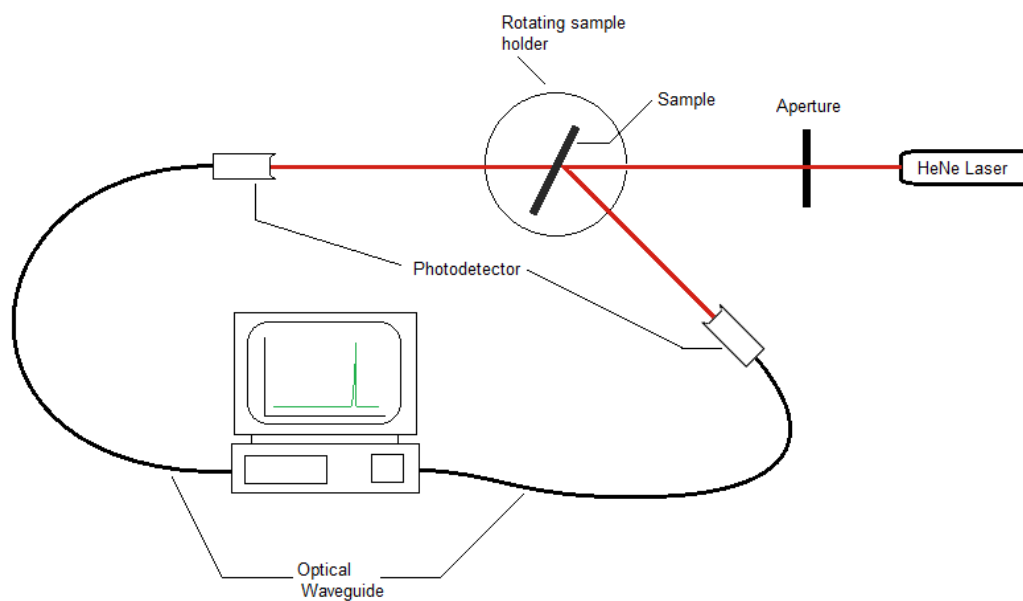 Rotating sample
holder
Sample
Aperture
HeNe Laser
Photodetector
Optical
Waveguide